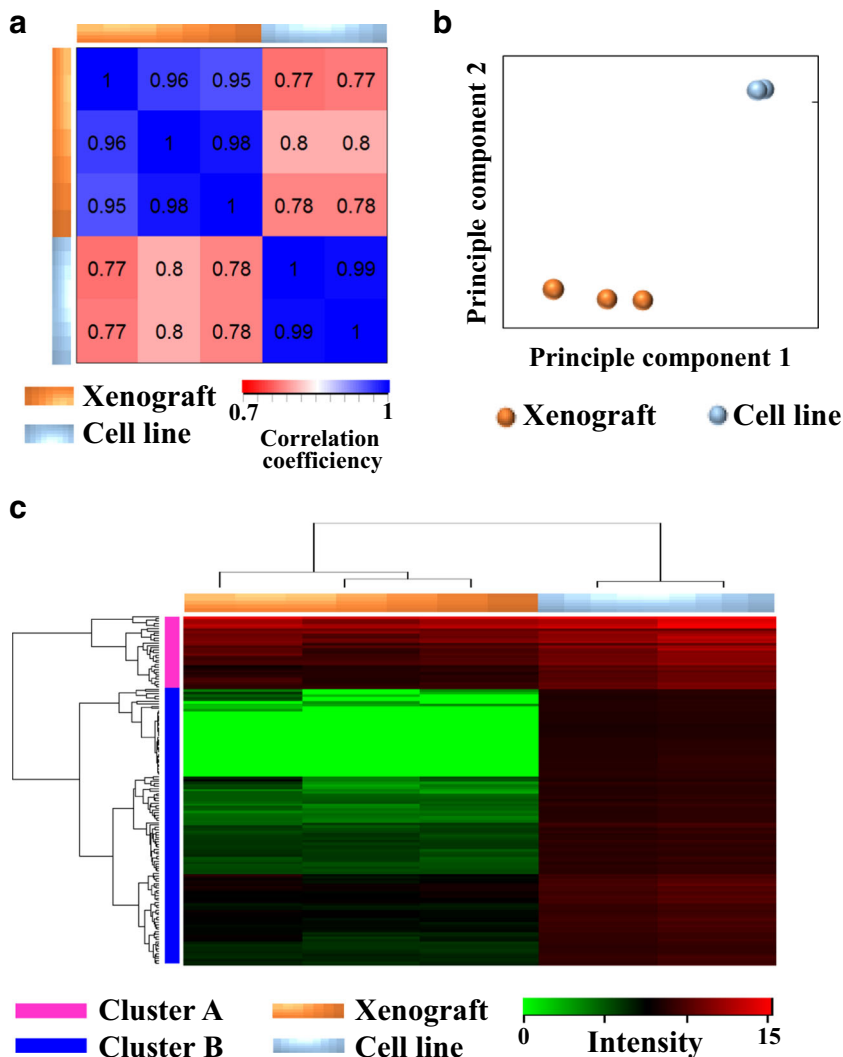 a
1 0.96 0.95 0.77 0.77
0.96 1 0.98 0.8 0.8
0.95 0.98 1 0.78 0.78
0.77 0.8 0.78 1 0.99
0.77 0.8 0.78 0.99 1
Xenograft
Cell line
0.7 1
Correlation
coefficiency
b
Principle component 2
Principle component 1
Xenograft Cell line
c
Cluster A Xenograft
Cluster B Cell line
0 Intensity 15